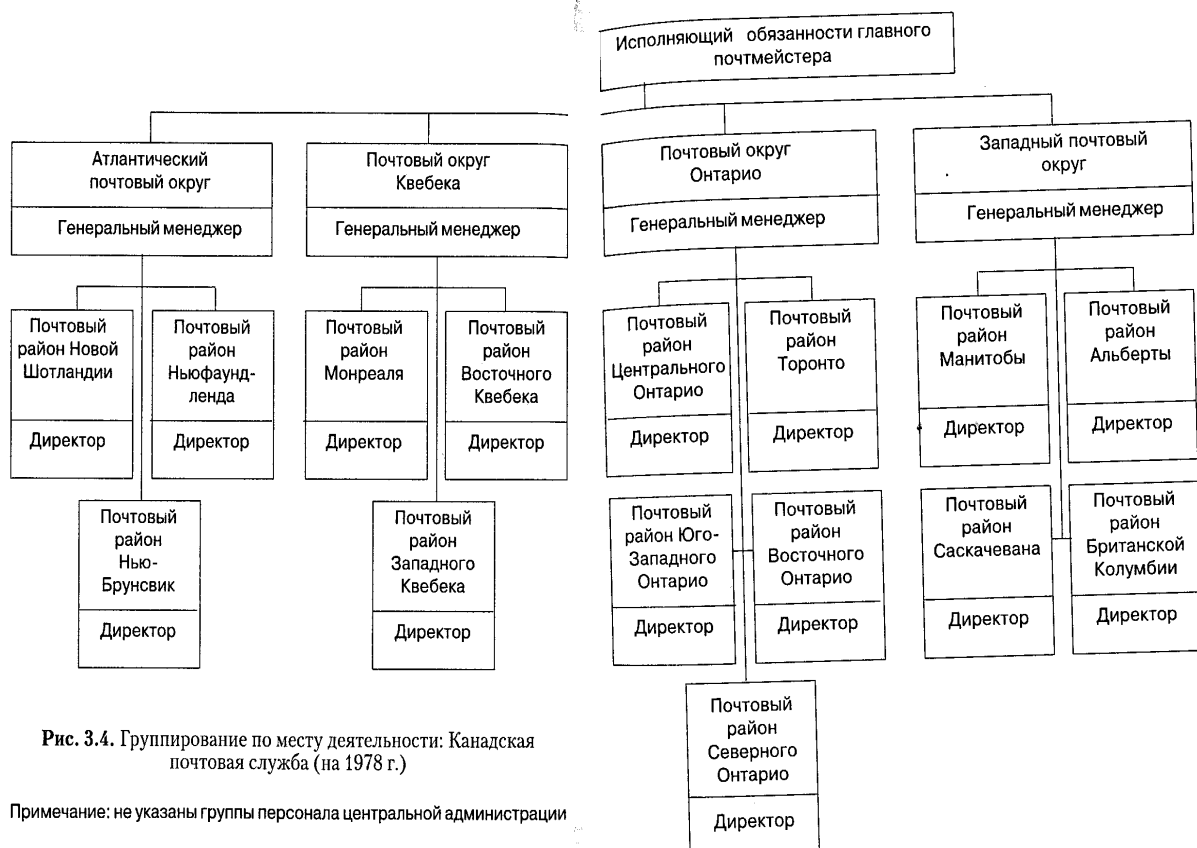 Исполняющий обязанности главного
почтмейстера
Атлантический
почтовый округ
Генеральный менеджер
Почтовый округ
Квебека
Генеральный менеджер
Почтовый округ
Онтарио
Генеральный менеджер
Западный почтовый
округ
Генеральный менеджер
Почтовый
район Новой
Шотландии
Директор
Почтовый
район
Ньюфаунд-
ленда
Директор
Почтовый
район
Монреаля
Директор
Почтовый
район
Восточного
Квебека
Директор
Почтовый
район
Центрального
Онтарио
Директор
Почтовый
район
Торонто
Директор
Почтовый
район
Манитобы
Директор
Почтовый
район
Альберты
Директор
Почтовый
район
Нью-
Брунсвик
Директор
Почтовый
район
Западного
Квебека
Директор
Почтовый
район Юго-
Западного
Онтарио
Директор
Почтовый
район
Восточного
Онтарио
Директор
Почтовый
район
Саскачевана
Директор
Почтовый
район
Британской
Колумбии
Директор
Почтовый
район
Северного
Онтарио
Директор
Рис. 3.4. Группирование по месту деятельности: Канадская
почтовая служба (на 1978 г.)
Примечание: не указаны группы персонала центральной администрации